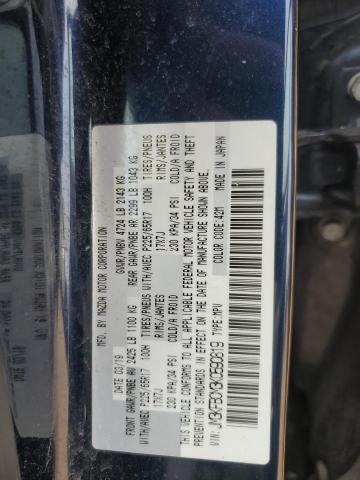 MFD. BY MAZDA MOTOR CORPORATION
DATE 03/19 GVWR/PNBV 4724 LB 2143 KG
FRONT GAWR/PNBE AV 2425 LB 1100 KG REAR GAWR/PNBE AR 2299 LB 1043 KG
TIRES/PNEUS WITH/AVEC P225/65R17 100H TIRES/PNEUS WITH/AVEC P225/65R17 100H
RIMS/JANTES 17X7J RIMS/JANTES 17X7J
COLD/A FROID 230 KPA/34 PSI COLD/A FROID 230 KPA/34 PSI
THIS VEHICLE CONFORMS TO ALL APPLICABLE FEDERAL MOTOR VEHICLE SAFETY AND THEFT
PREVENTION STANDARDS IN EFFECT ON THE DATE OF MANUFACTURE SHOWN ABOVE.
MADE IN JAPAN
TYPE: MPV COLOR CODE: 42M